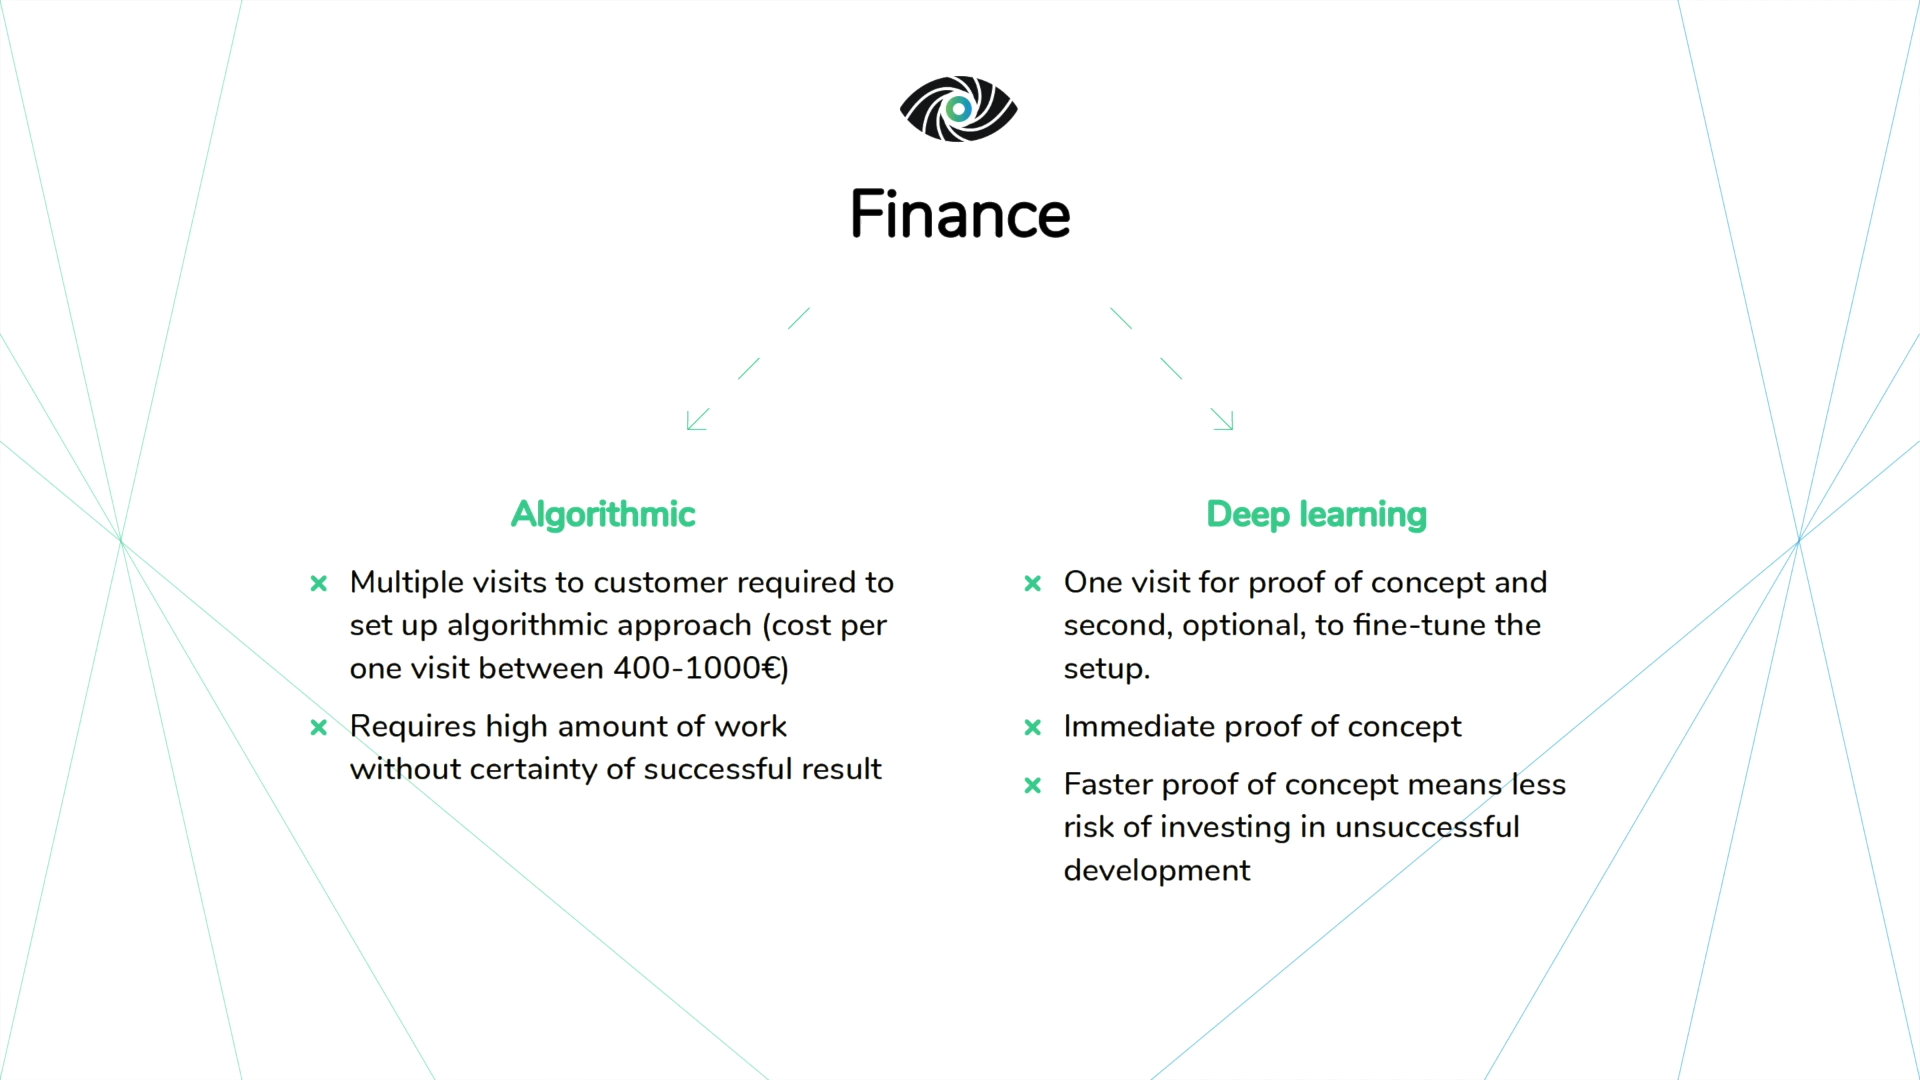 Finance
Algorithmic
Multiple visits to customer required to
set up algorithmic approach (cost per
one visit between 400-1000€)
Requires high amount of work
without certainty of successful result
Deep learning
One visit for proof of concept and
second, optional, to fine-tune the
setup.
Immediate proof of concept
Faster proof of concept means less
risk of investing in unsuccessful
development